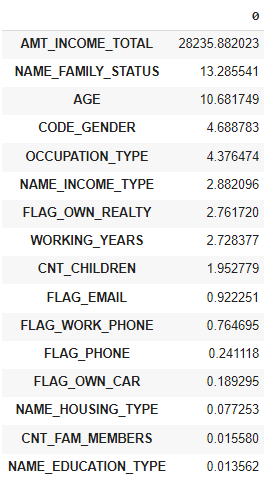 0
AMT_INCOME_TOTAL 28235.882023
NAME_FAMILY_STATUS 13.285541
AGE 10.681749
CODE_GENDER 4.688783
OCCUPATION_TYPE 4.376474
NAME_INCOME_TYPE 2.882096
FLAG_OWN_REALTY 2.761720
WORKING_YEARS 2.728377
CNT_CHILDREN 1.952779
FLAG_EMAIL 0.922251
FLAG_WORK_PHONE 0.764695
FLAG_PHONE 0.241118
FLAG_OWN_CAR 0.189295
NAME_HOUSING_TYPE 0.077253
CNT_FAM_MEMBERS 0.015580
NAME_EDUCATION_TYPE 0.013562